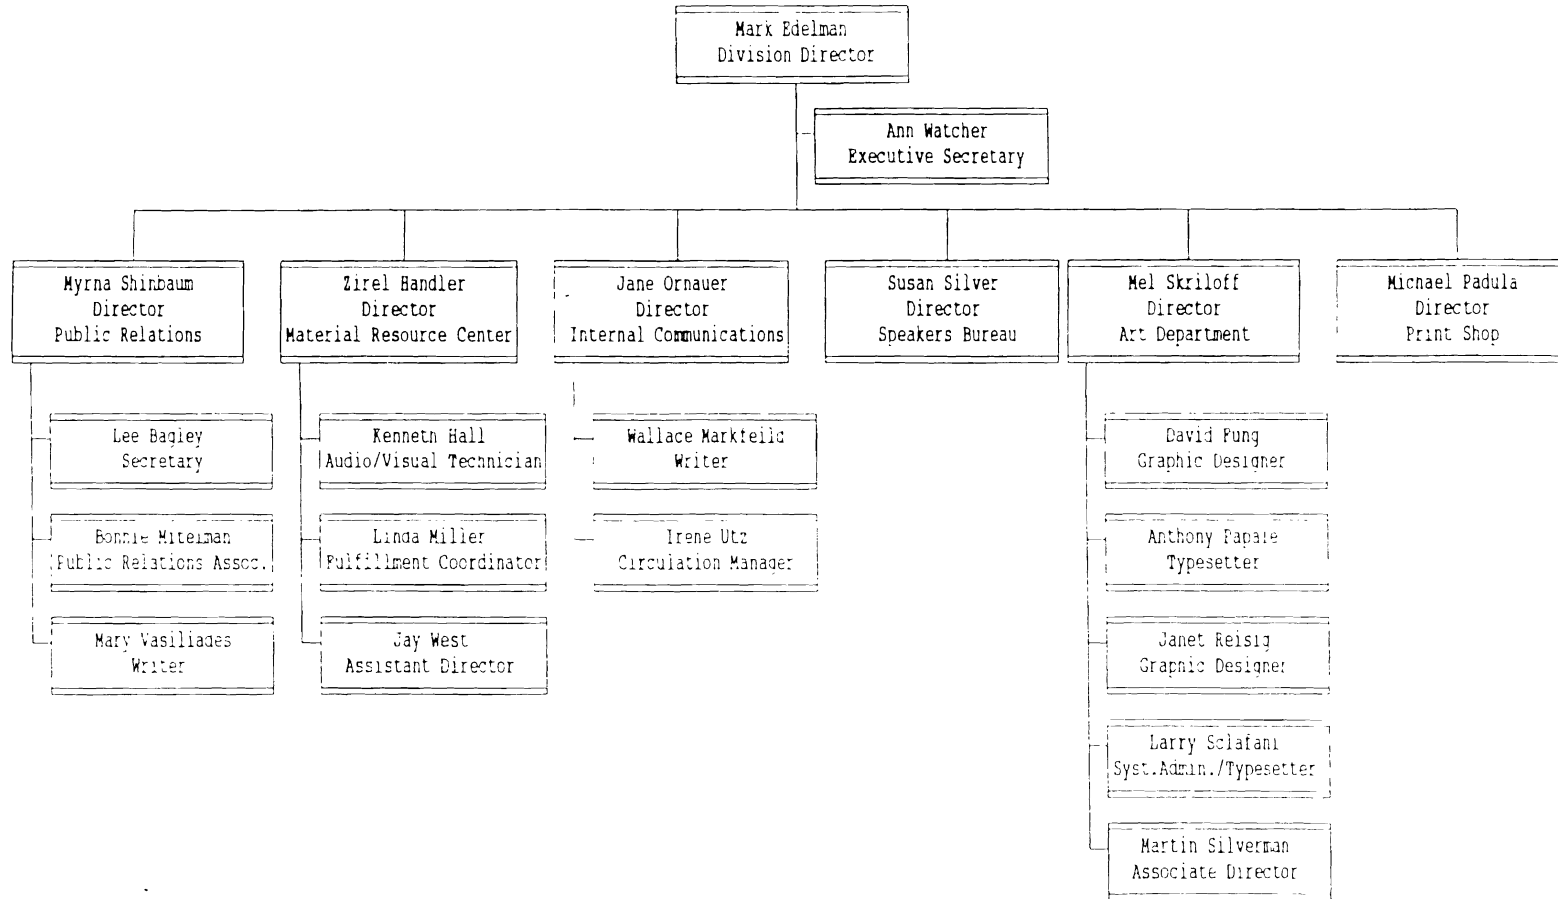 Mark Edelman
Division Director
Ann Watcher
Executive Secretary
Myrna Shinbaum
Director
Public Relations
Zirel Handler
Director
Material Resource Center
Jane Ornauer
Director
Internal Communications
Susan Silver
Director
Speakers Bureau
Mel Skriloff
Director
Art Department
Michael Padula
Director
Print Shop
Lee Bagley
Secretary
Bonnie Mitelman
Public Relations Assoc.
Mary Vasiliades
Writer
Kenneth Hall
Audio/Visual Technician
Linda Miller
Fulfillment Coordinator
Jay West
Assistant Director
Wallace Markfeild
Writer
Irene Utz
Circulation Manager
David Fung
Graphic Designer
Anthony Papale
Typesetter
Janet Reisig
Graphic Designer
Larry Sclafani
Syst.Admin./Typesetter
Martin Silverman
Associate Director